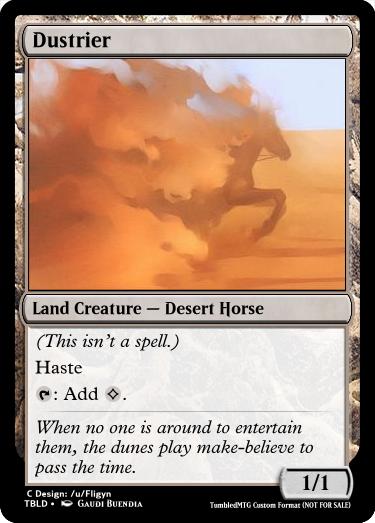 Dustrier
Land Creature — Desert Horse
(This isn't a spell.)
Haste
: Add .
When no one is around to entertain
them, the dunes play make-believe to
pass the time.
1/1
C Design: /u/Fligyn
TBLD • Gaudi Buendia
TumbledMTG Custom Format (NOT FOR SALE)